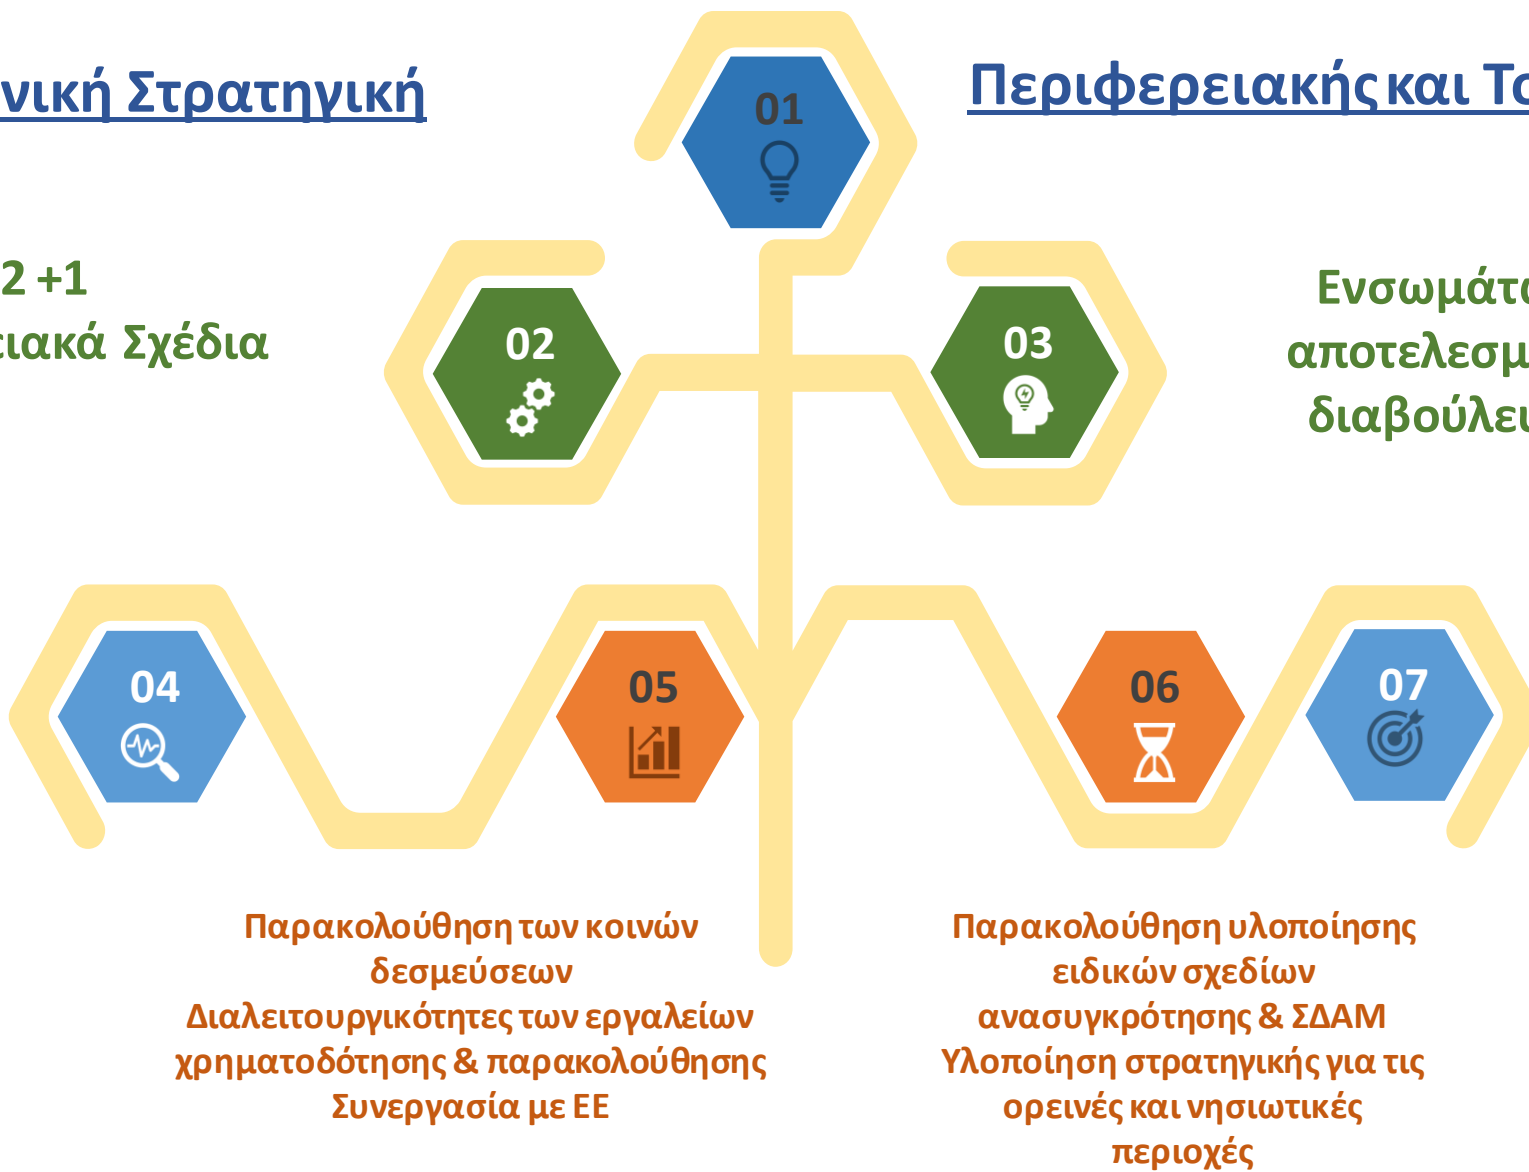 νική Στρατηγική
Περιφερειακής και Το
01
2 +1
ειακά Σχέδια
02
03
Ενσωμάτω
αποτελεσμ
διαβούλευ
04
05
06
07
Παρακολούθηση των κοινών
δεσμεύσεων
Διαλειτουργικότητες των εργαλείων
χρηματοδότησης & παρακολούθησης
Συνεργασία με ΕΕ
Παρακολούθηση υλοποίησης
ειδικών σχεδίων
ανασυγκρότησης & ΣΔΑΜ
Υλοποίηση στρατηγικής για τις
ορεινές και νησιωτικές
περιοχές